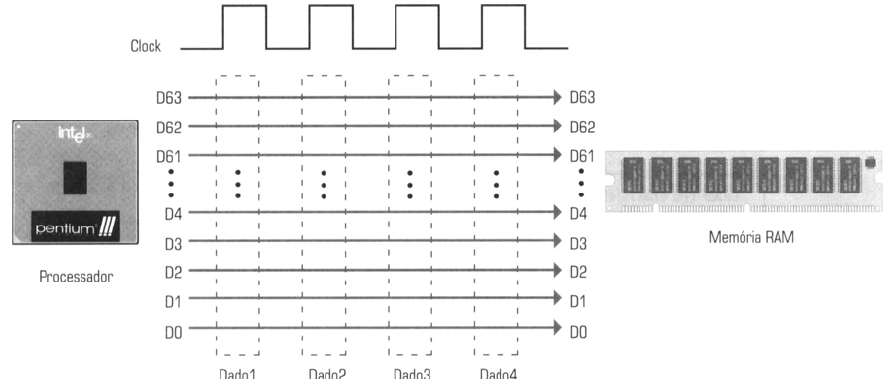 Clock
D63 D63
D62 D62
D61 D61
D4 D4
D3 D3
D2 D2
D1 D1
D0 D0
intel®
pentium III
Processador
Memória RAM
Dado1 Dado2 Dado3 Dado4